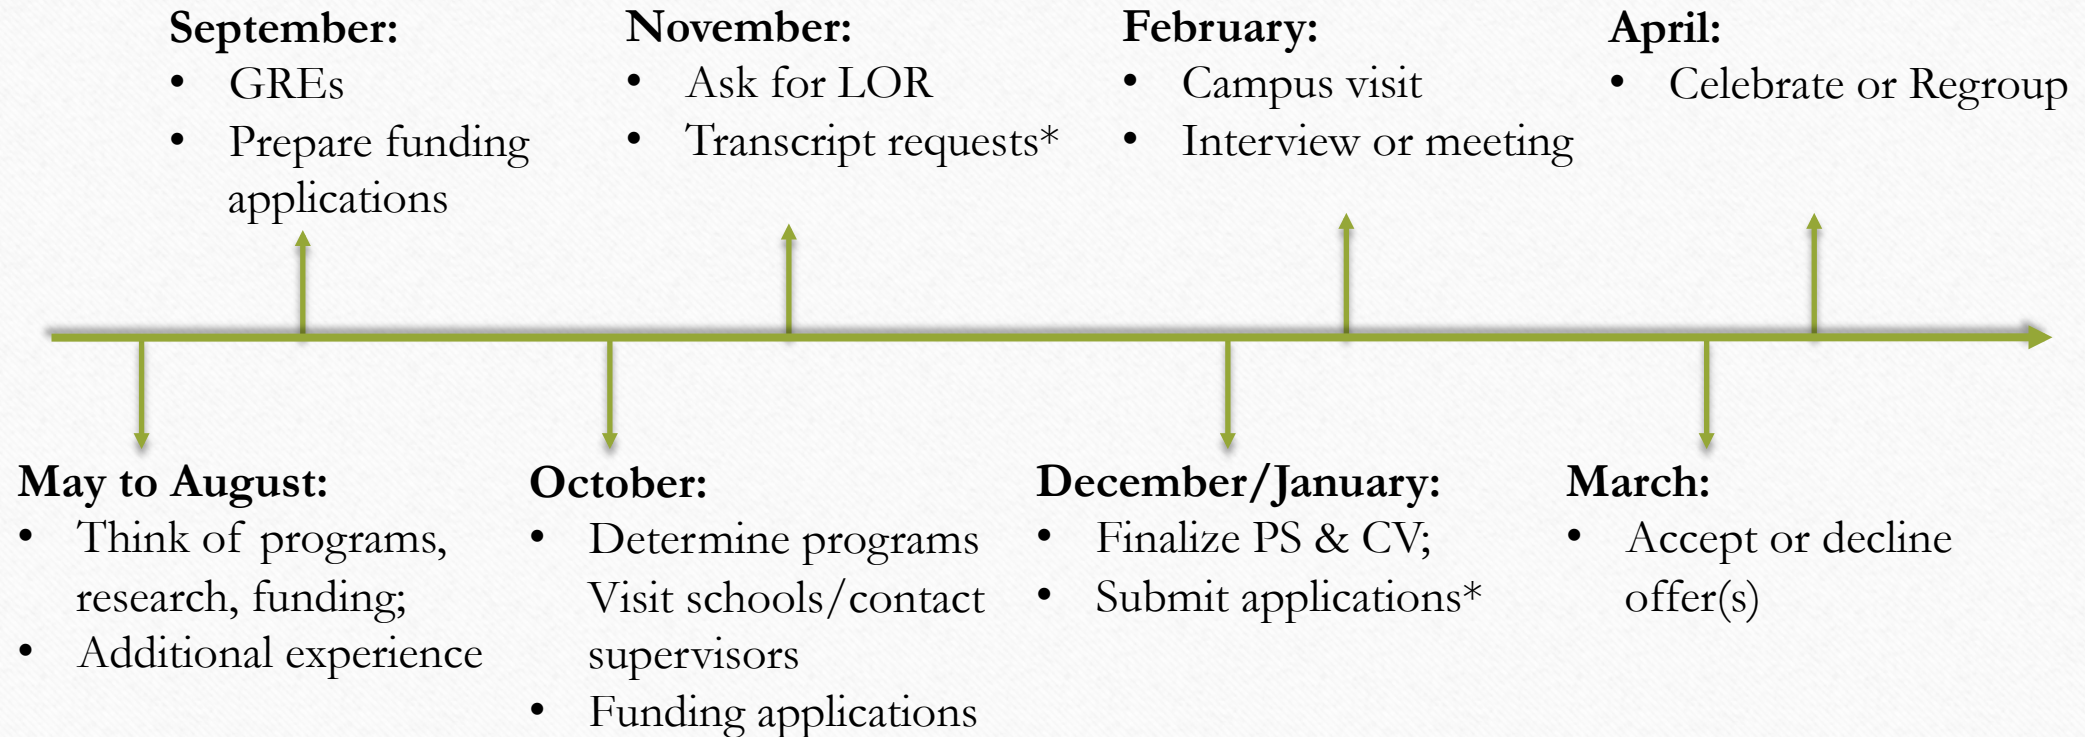 September:
• GREs
• Prepare funding
applications
November:
• Ask for LOR
• Transcript requests*
February:
• Campus visit
• Interview or meeting
April:
• Celebrate or Regroup
May to August:
• Think of programs,
research, funding;
• Additional experience
October:
• Determine programs
Visit schools/contact
supervisors
• Funding applications
December/January:
• Finalize PS & CV;
• Submit applications*
March:
• Accept or decline
offer(s)